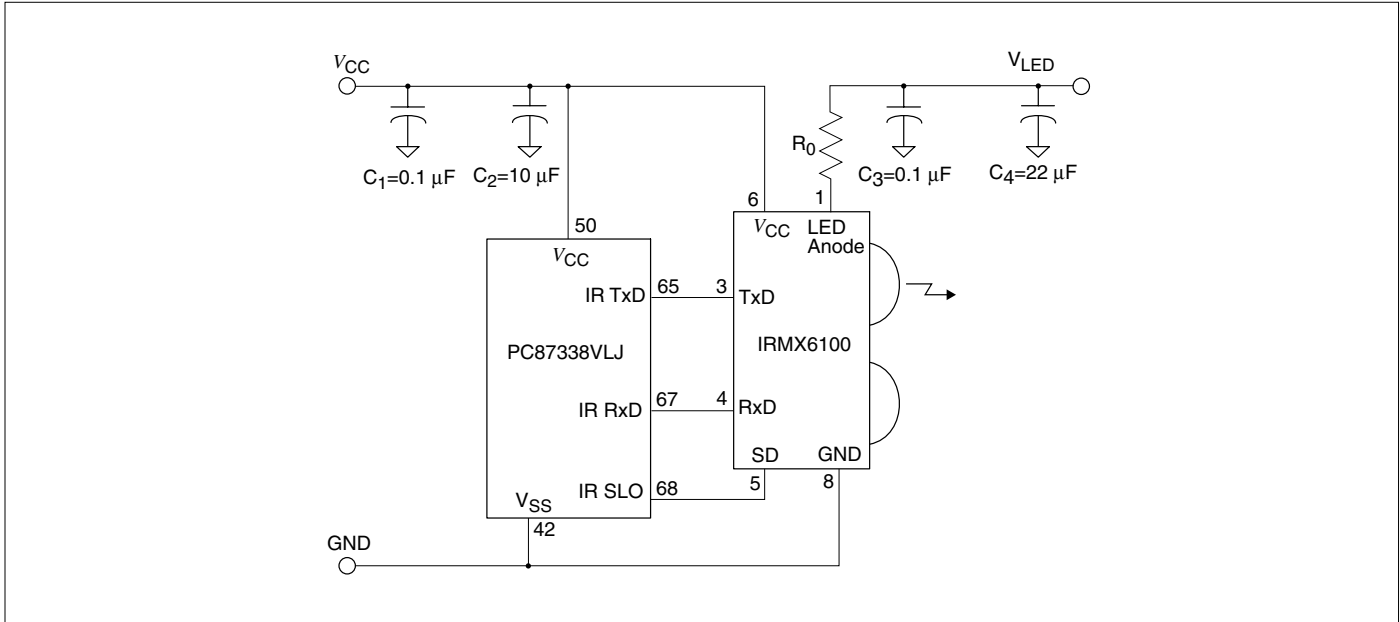 VCC
VLED
C1=0.1 µF
C2=10 µF
R0
C3=0.1 µF
C4=22 µF
50
6
1
VCC
VCC
LED
Anode
IR TxD
65
3
TxD
PC87338VLJ
IRMX6100
IR RxD
67
4
RxD
SD
GND
IR SLO
68
5
8
VSS
42
GND